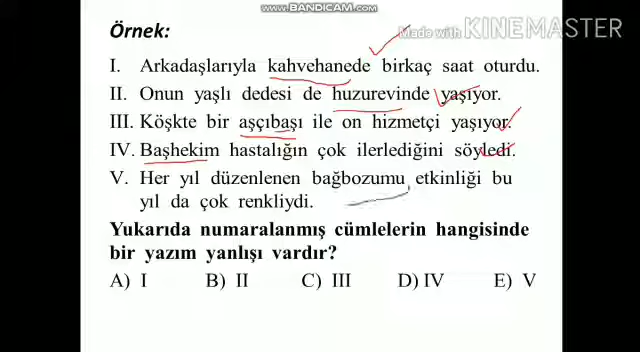 WWW.BANDICAM.COM
Örnek:
Made with KINEMASTER
I. Arkadaşlarıyla kahvehanede birkaç saat oturdu.
II. Onun yaşlı dedesi de huzurevinde yaşıyor.
III. Köşkte bir aşçıbaşı ile on hizmetçi yaşıyor.
IV. Başhekim hastalığın çok ilerlediğini söyledi.
V. Her yıl düzenlenen bağbozumu etkinliği bu
yıl da çok renkliydi.
Yukarıda numaralanmış cümlelerin hangisinde
bir yazım yanlışı vardır?
A) I B) II C) III D) IV E) V